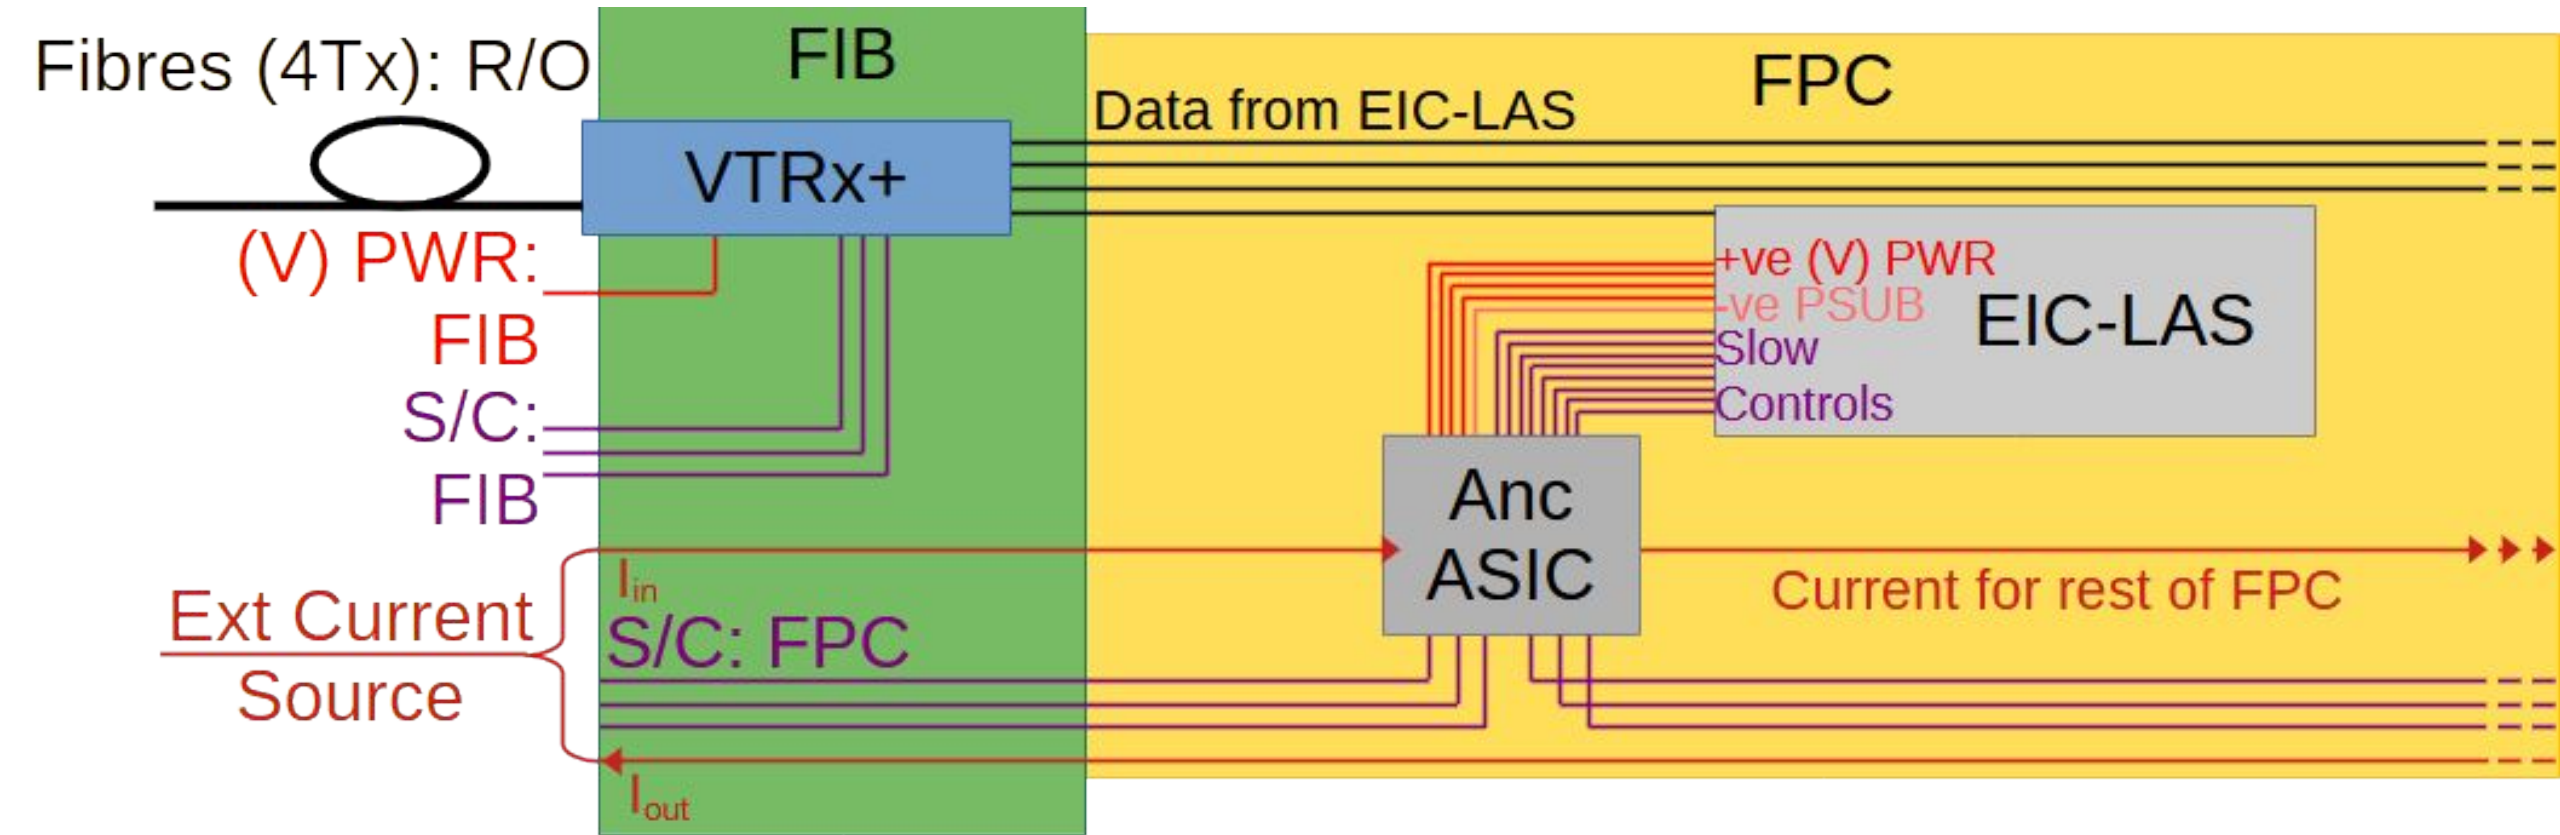 Fibres (4Tx): R/O
FIB
FPC
Data from EIC-LAS
VTRx+
(V) PWR:
FIB
+ve (V) PWR
-ve PSUB
EIC-LAS
Slow
Controls
S/C:
FIB
Anc
ASIC
Iin
Ext Current
Source
Current for rest of FPC
S/C: FPC
Iout